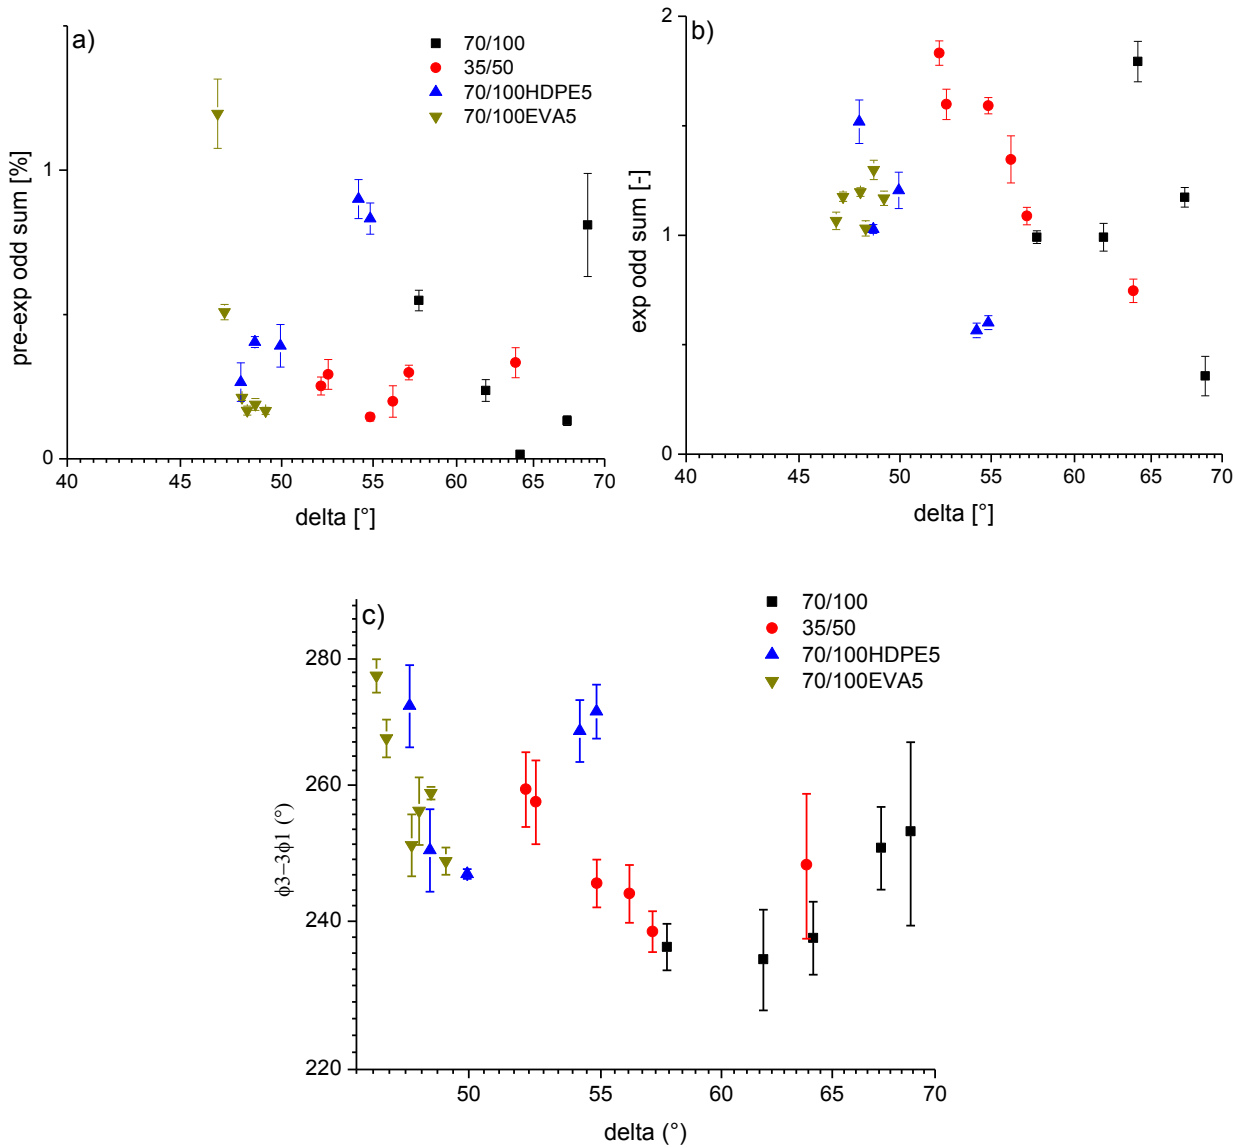 a)
70/100
35/50
70/100HDPE5
70/100EVA5
pre-exp odd sum [%]
1
0
40 45 50 55 60 65 70
delta [°]
b)
exp odd sum [-]
2
1
0
40 45 50 55 60 65 70
delta [°]
c)
70/100
35/50
70/100HDPE5
70/100EVA5
ϕ3−3ϕ1 (°)
280
260
240
220
50 55 60 65 70
delta (°)